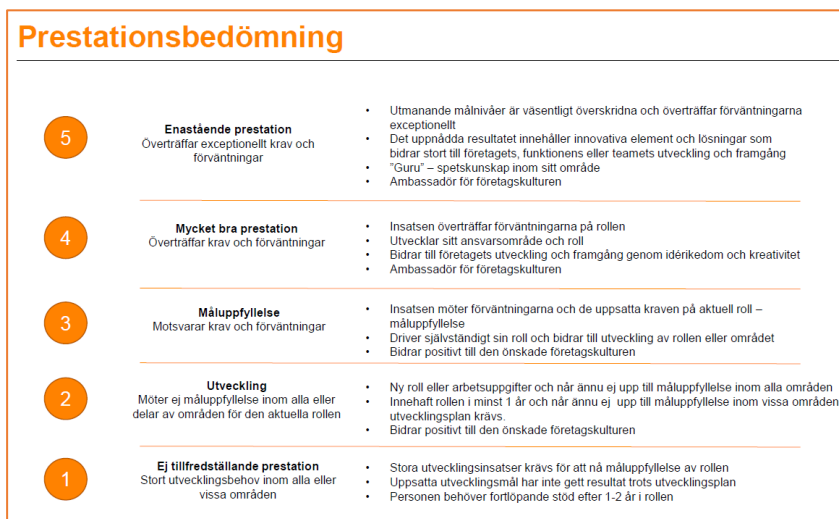 Prestationsbedömning
5
Enastående prestation
Överträffar exceptionellt krav och
förväntningar
• Utmanande målnivåer är väsentligt överskridna och överträffar förväntningarna
exceptionellt
• Det uppnådda resultatet innehåller innovativa element och lösningar som
bidrar stort till företagets, funktionens eller teamets utveckling och framgång
• ”Guru” – spetskunskap inom sitt område
• Ambassadör för företagskulturen
4
Mycket bra prestation
Överträffar krav och förväntningar
• Insatsen överträffar förväntningarna på rollen
• Utvecklar sitt ansvarsområde och roll
• Bidrar till företagets utveckling och framgång genom idérikedom och kreativitet
• Ambassadör för företagskulturen
3
Måluppfyllelse
Motsvarar krav och förväntningar
• Insatsen möter förväntningarna och de uppsatta kraven på aktuell roll –
måluppfyllelse
• Driver självständigt sin roll och bidrar till utveckling av rollen eller området
• Bidrar positivt till den önskade företagskulturen
2
Utveckling
Möter ej måluppfyllelse inom alla eller
delar av områden för den aktuella rollen
• Ny roll eller arbetsuppgifter och når ännu ej upp till måluppfyllelse inom alla områden
• Innehaft rollen i minst 1 år och når ännu ej upp till måluppfyllelse inom vissa områden
utvecklingsplan krävs.
• Bidrar positivt till den önskade företagskulturen
1
Ej tillfredställande prestation
Stort utvecklingsbehov inom alla eller
vissa områden
• Stora utvecklingsinsatser krävs för att nå måluppfyllelse av rollen
• Uppsatta utvecklingsmål har inte gett resultat trots utvecklingsplan
• Personen behöver fortlöpande stöd efter 1-2 år i rollen